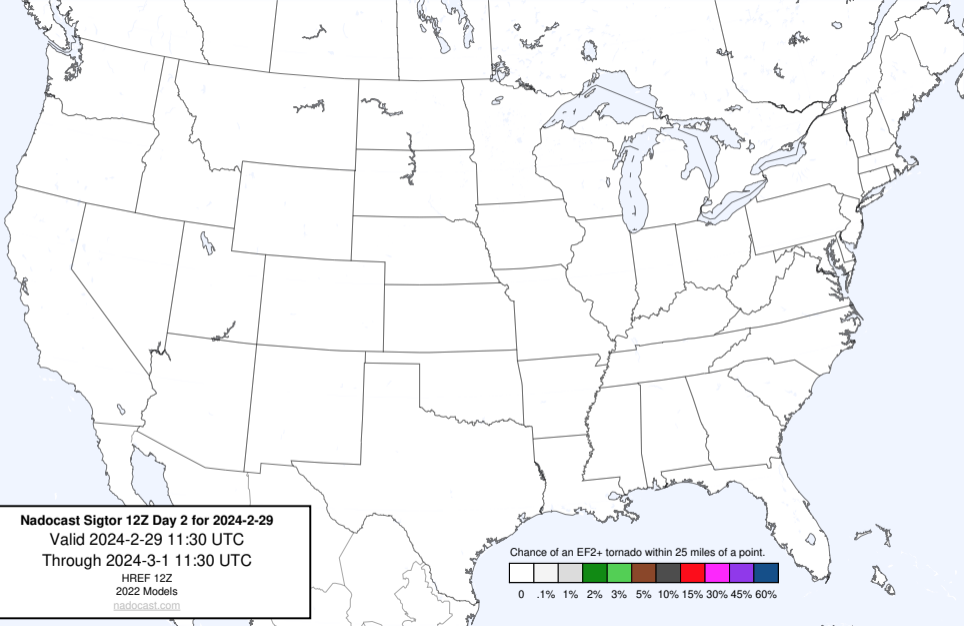 Nadocast Sigtor 12Z Day 2 for 2024-2-29
Valid 2024-2-29 11:30 UTC
Through 2024-3-1 11:30 UTC
HREF 12Z
2022 Models
nadocast.com
Chance of an EF2+ tornado within 25 miles of a point.
0 .1% 1% 2% 3% 5% 10% 15% 30% 45% 60%